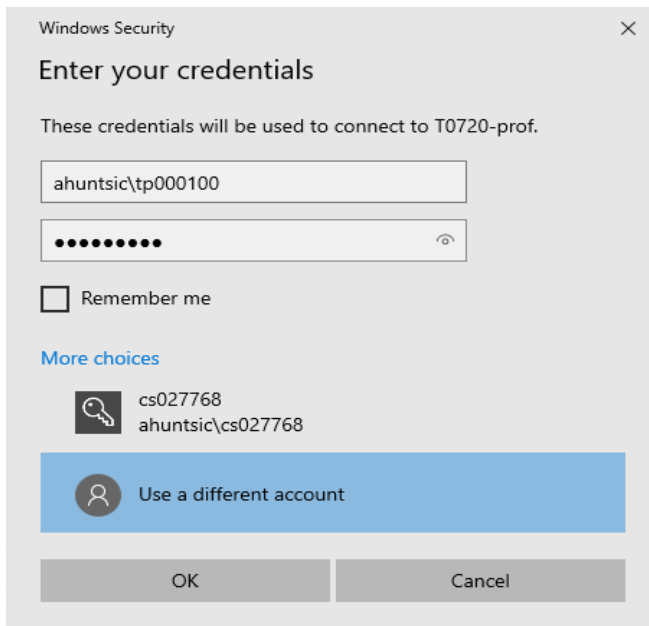 Windows Security
Enter your credentials
These credentials will be used to connect to T0720-prof.
ahuntsic\tp000100
●●●●●●●●●
Remember me
More choices
cs027768
ahuntsic\cs027768
Use a different account
OK
Cancel